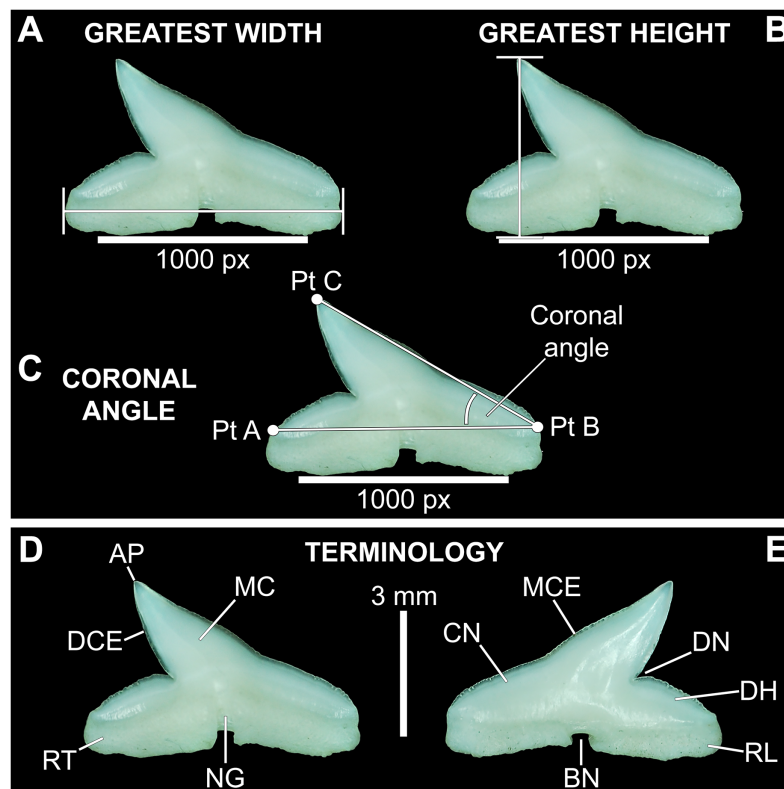 A
GREATEST WIDTH
1000 px
GREATEST HEIGHT
B
1000 px
C
CORONAL
ANGLE
Pt C
Coronal
angle
Pt A
Pt B
1000 px
D
TERMINOLOGY
E
AP
MC
DCE
RT
NG
3 mm
MCE
CN
DN
DH
RL
BN